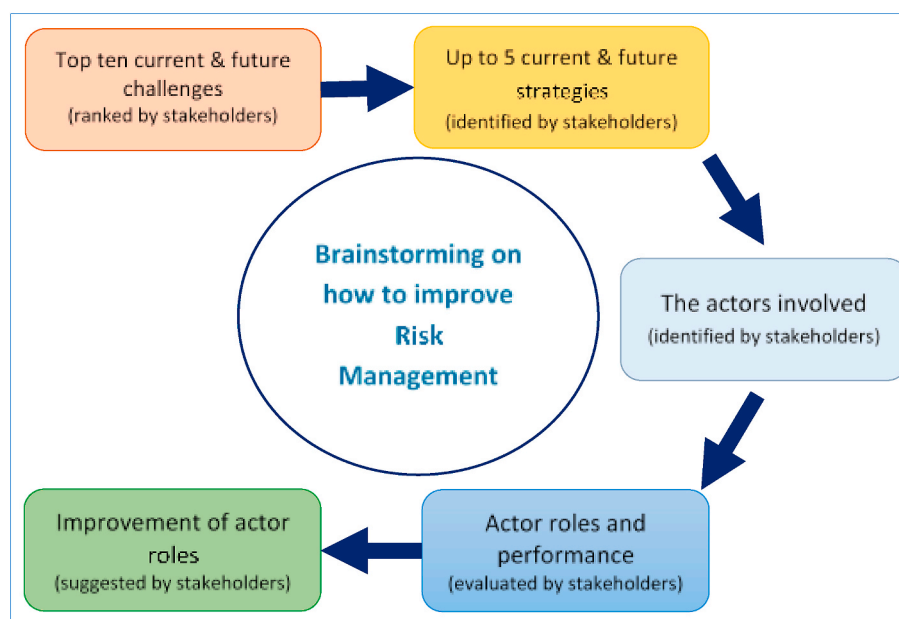 Top ten current & future
challenges
(ranked by stakeholders)
Up to 5 current & future
strategies
(identified by stakeholders)
The actors involved
(identified by stakeholders)
Actor roles and
performance
(evaluated by stakeholders)
Improvement of actor
roles
(suggested by stakeholders)
Brainstorming on
how to improve
Risk
Management